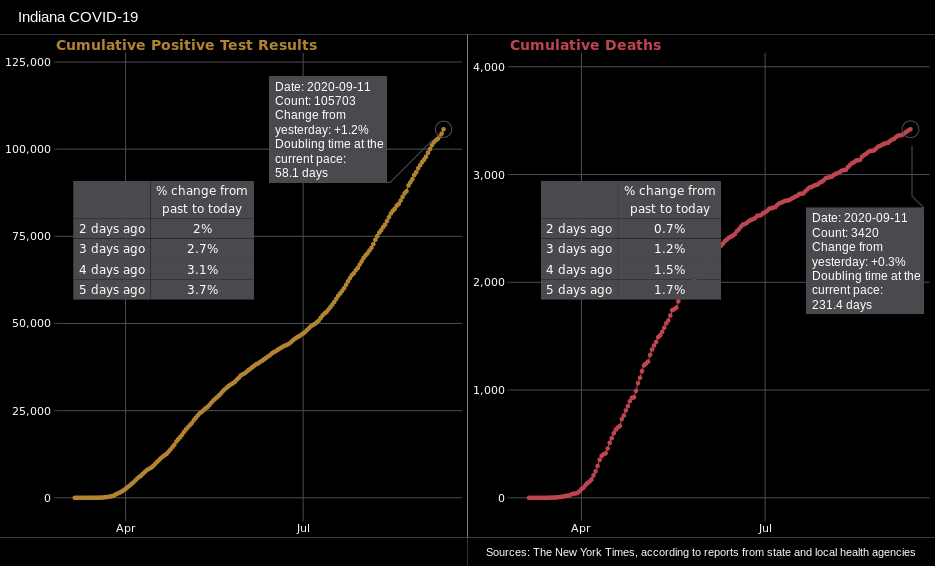 Indiana COVID-19
Cumulative Positive Test Results
125,000
100,000
75,000
50,000
25,000
0
Apr
Jul
Date: 2020-09-11
Count: 105703
Change from
yesterday: +1.2%
Doubling time at the
current pace:
58.1 days
% change from
past to today
2 days ago 2%
3 days ago 2.7%
4 days ago 3.1%
5 days ago 3.7%
Cumulative Deaths
4,000
3,000
2,000
1,000
0
Apr
Jul
% change from
past to today
2 days ago 0.7%
3 days ago 1.2%
4 days ago 1.5%
5 days ago 1.7%
Date: 2020-09-11
Count: 3420
Change from
yesterday: +0.3%
Doubling time at the
current pace:
231.4 days
Sources: The New York Times, according to reports from state and local health agencies